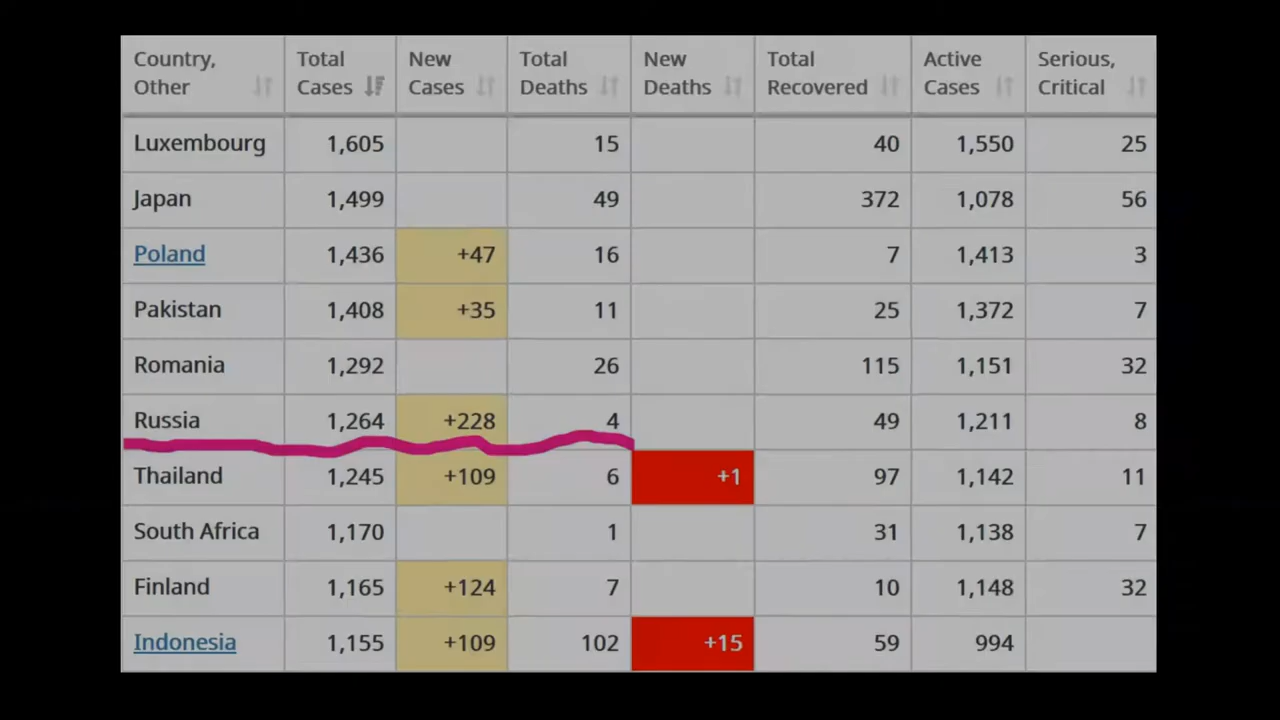 Country, Other Total Cases New Cases Total Deaths New Deaths Total Recovered Active Cases Serious, Critical
Luxembourg 1,605 15 40 1,550 25
Japan 1,499 49 372 1,078 56
Poland 1,436 +47 16 7 1,413 3
Pakistan 1,408 +35 11 25 1,372 7
Romania 1,292 26 115 1,151 32
Russia 1,264 +228 4 49 1,211 8
Thailand 1,245 +109 6 +1 97 1,142 11
South Africa 1,170 1 31 1,138 7
Finland 1,165 +124 7 10 1,148 32
Indonesia 1,155 +109 102 +15 59 994